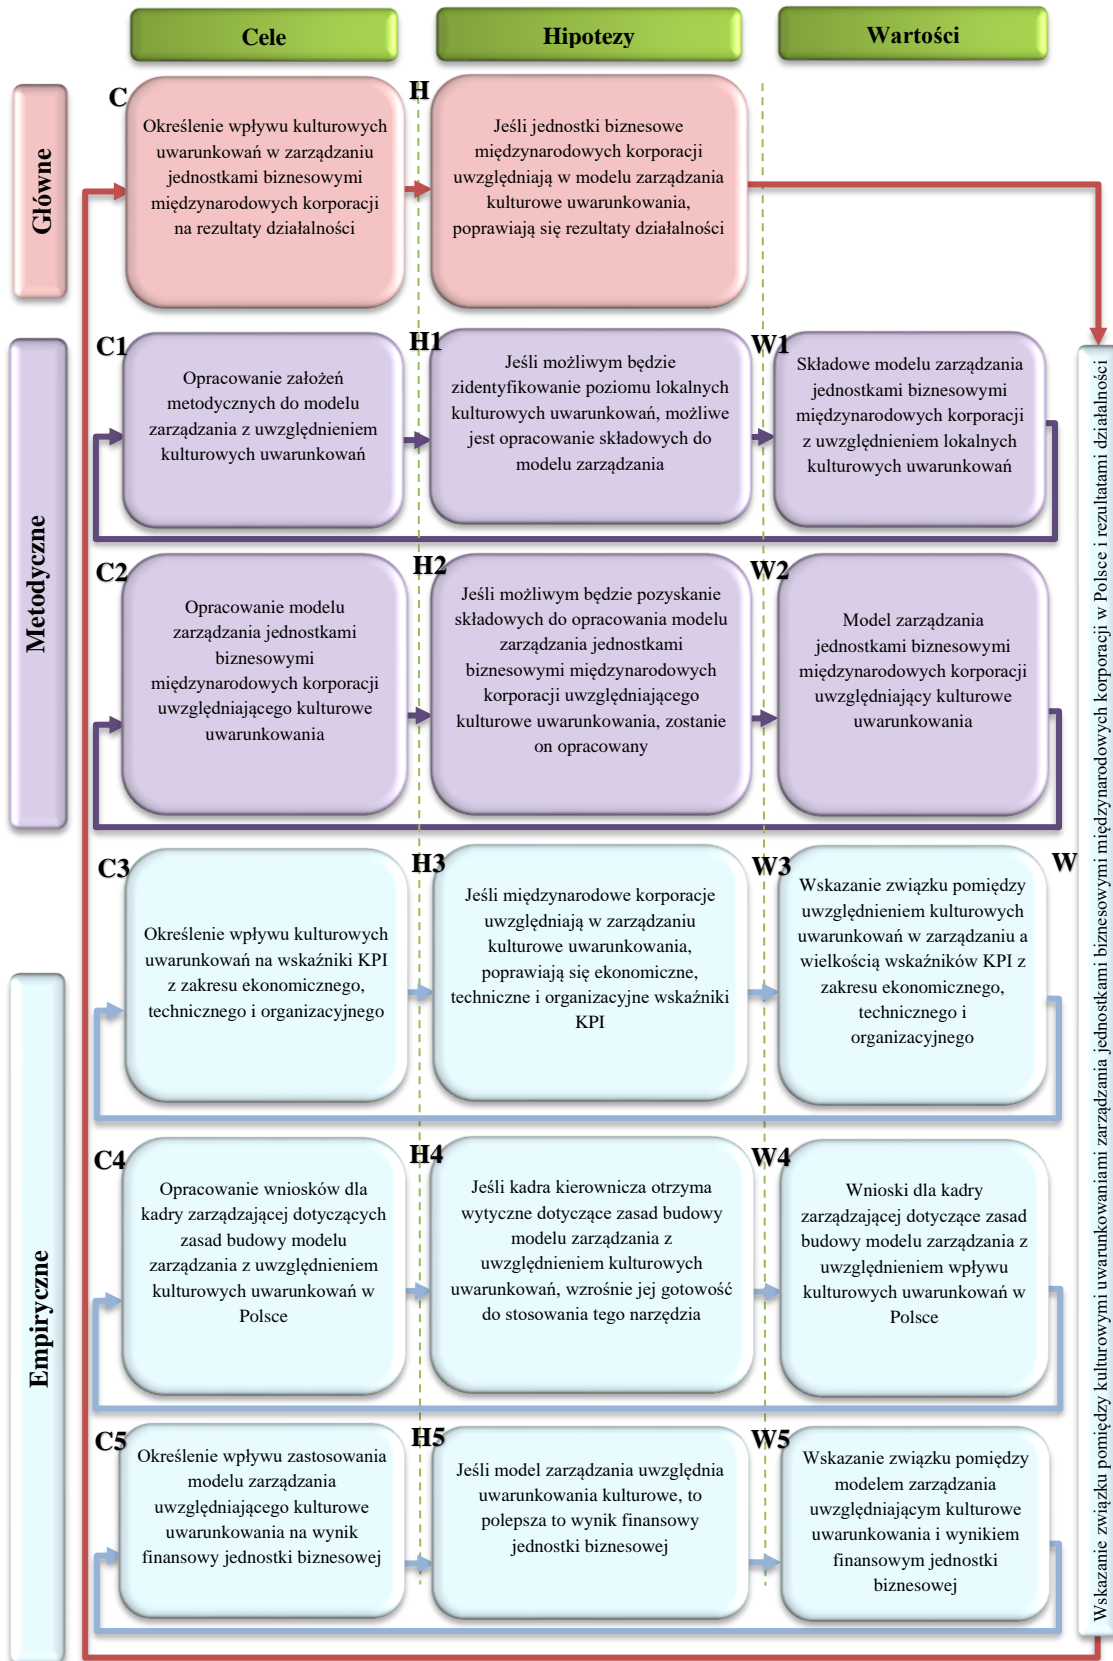 Cele
Hipotezy
Wartości
Główne
C
Określenie wpływu kulturowych
uwarunkowań w zarządzaniu
jednostkami biznesowymi
międzynarodowych korporacji
na rezultaty działalności
H
Jeśli jednostki biznesowe
międzynarodowych korporacji
uwzględniają w modelu zarządzania
kulturowe uwarunkowania,
poprawiają się rezultaty działalności
Metodyczne
C1
Opracowanie założeń
metodycznych do modelu
zarządzania z uwzględnieniem
kulturowych uwarunkowań
H1
Jeśli możliwym będzie
zidentyfikowanie poziomu lokalnych
kulturowych uwarunkowań, możliwe
jest opracowanie składowych do
modelu zarządzania
W1
Składowe modelu zarządzania
jednostkami biznesowymi
międzynarodowych korporacji
z uwzględnieniem lokalnych
kulturowych uwarunkowań
C2
Opracowanie modelu
zarządzania jednostkami
biznesowymi
międzynarodowych korporacji
uwzględniającego kulturowe
uwarunkowania
H2
Jeśli możliwym będzie pozyskanie
składowych do opracowania modelu
zarządzania jednostkami
biznesowymi międzynarodowych
korporacji uwzględniającego
kulturowe uwarunkowania, zostanie
on opracowany
W2
Model zarządzania
jednostkami biznesowymi
międzynarodowych korporacji
uwzględniający kulturowe
uwarunkowania
Empiryczne
C3
Określenie wpływu kulturowych
uwarunkowań na wskaźniki KPI
z zakresu ekonomicznego,
technicznego i organizacyjnego
H3
Jeśli międzynarodowe korporacje
uwzględniają w zarządzaniu
kulturowe uwarunkowania,
poprawiają się ekonomiczne,
techniczne i organizacyjne wskaźniki
KPI
W3
Wskazanie związku pomiędzy
uwzględnieniem kulturowych
uwarunkowań w zarządzaniu a
wielkością wskaźników KPI z
zakresu ekonomicznego,
technicznego i
organizacyjnego
C4
Opracowanie wniosków dla
kadry zarządzającej dotyczących
zasad budowy modelu
zarządzania z uwzględnieniem
kulturowych uwarunkowań w
Polsce
H4
Jeśli kadra kierownicza otrzyma
wytyczne dotyczące zasad budowy
modelu zarządzania z
uwzględnieniem kulturowych
uwarunkowań, wzrośnie jej gotowość
do stosowania tego narzędzia
W4
Wnioski dla kadry
zarządzającej dotyczące zasad
budowy modelu zarządzania z
uwzględnieniem wpływu
kulturowych uwarunkowań w
Polsce
C5
Określenie wpływu zastosowania
modelu zarządzania
uwzględniającego kulturowe
uwarunkowania na wynik
finansowy jednostki biznesowej
H5
Jeśli model zarządzania uwzględnia
uwarunkowania kulturowe, to
polepsza to wynik finansowy
jednostki biznesowej
W5
Wskazanie związku pomiędzy
modelem zarządzania
uwzględniającym kulturowe
uwarunkowania i wynikiem
finansowym jednostki
biznesowej
W
Wskazanie związku pomiędzy kulturowymi uwarunkowaniami zarządzania jednostkami biznesowymi międzynarodowych korporacji w Polsce i rezultatami działalności